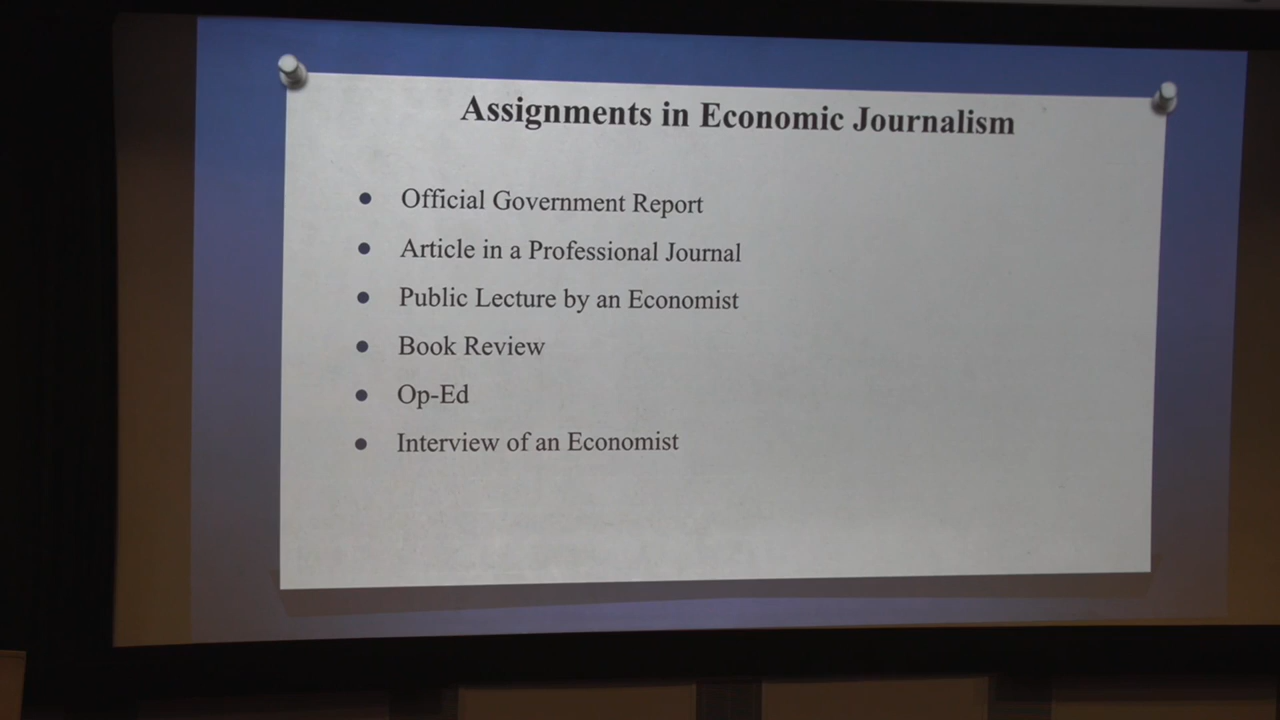 Assignments in Economic Journalism
● Official Government Report
● Article in a Professional Journal
● Public Lecture by an Economist
● Book Review
● Op-Ed
● Interview of an Economist